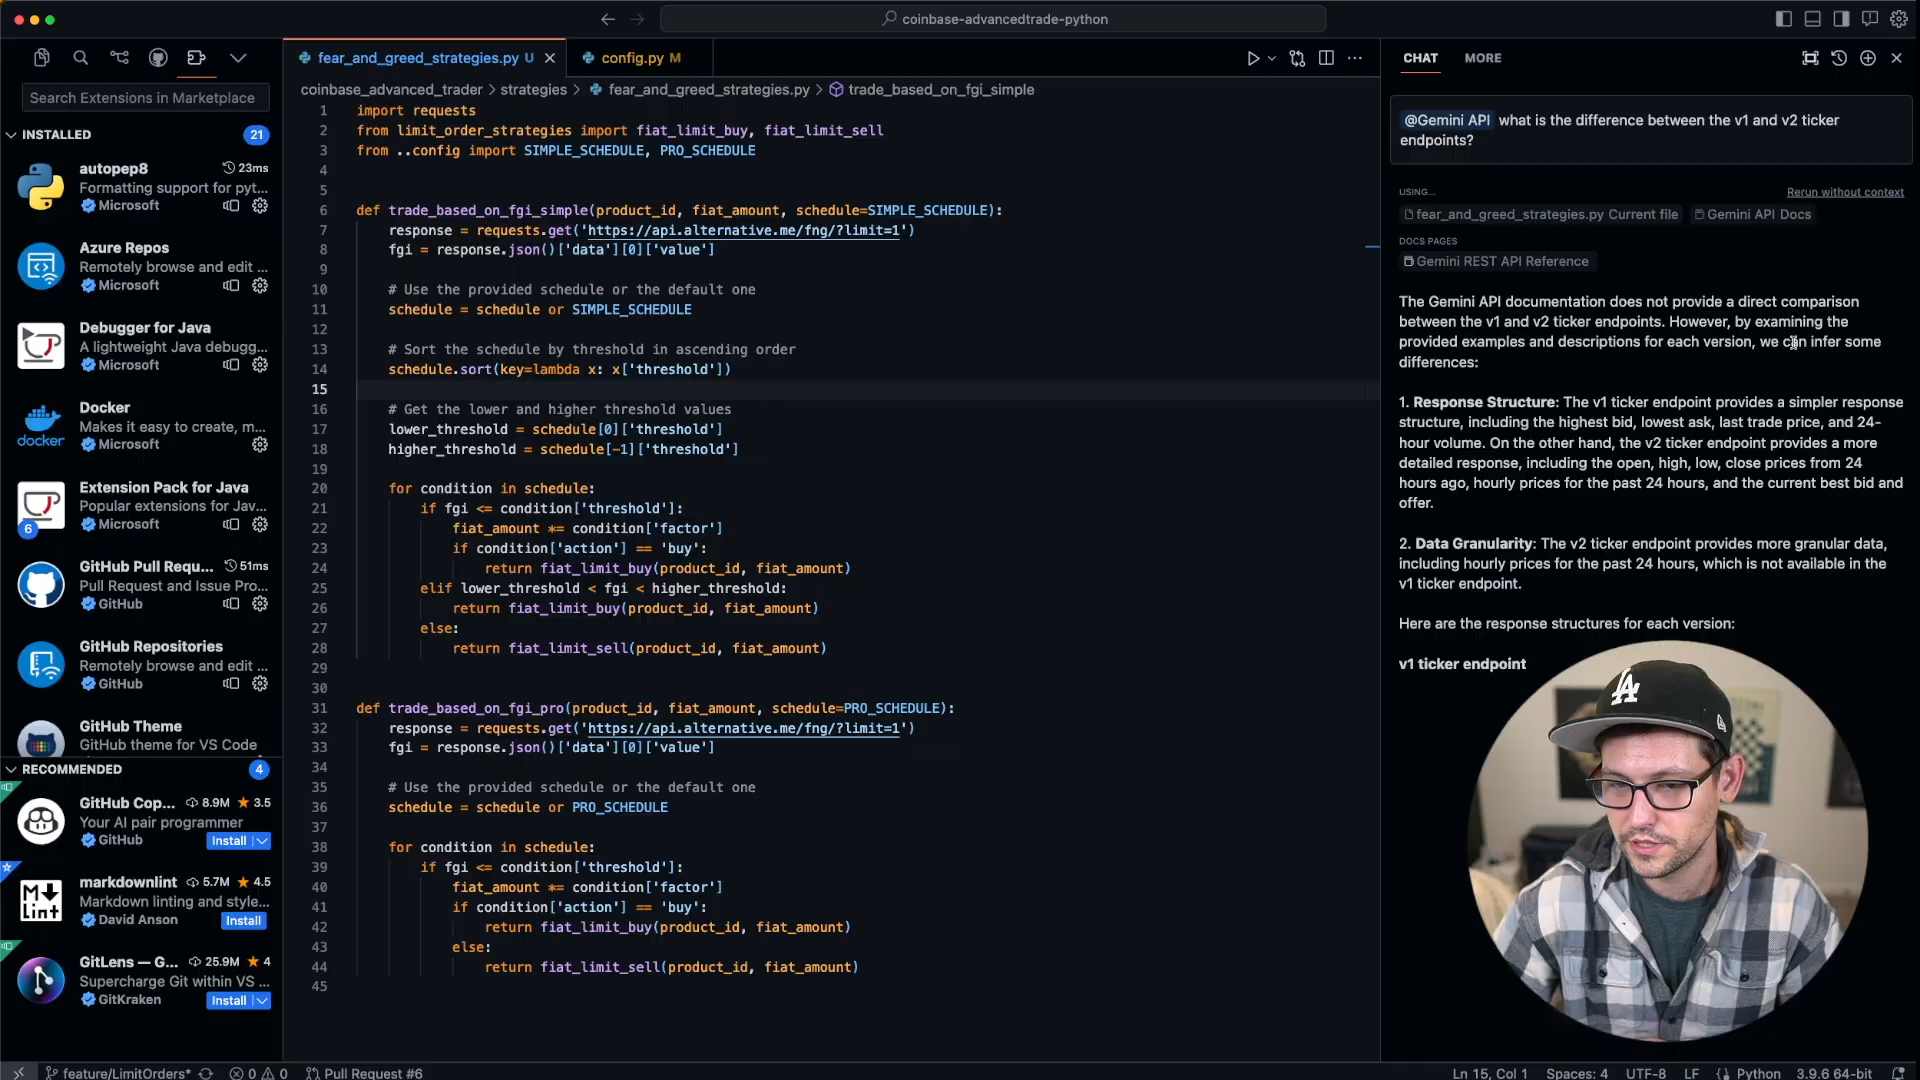 coinbase-advancedtrade-python
Search Extensions in Marketplace
INSTALLED
21
autopep8
23ms
Formatting support for pyt...
Microsoft
Azure Repos
Remotely browse and edit ...
Microsoft
Debugger for Java
A lightweight Java debugg...
Microsoft
docker
Docker
Makes it easy to create, m...
Microsoft
6
Extension Pack for Java
Popular extensions for Jav...
Microsoft
GitHub Pull Requ...
51ms
Pull Request and Issue Pro...
GitHub
GitHub Repositories
Remotely browse and edit ...
GitHub
GitHub Theme
GitHub theme for VS Code
RECOMMENDED
4
GitHub Cop... 8.9M ★ 3.5
Your AI pair programmer
GitHub
Install
M Lint
markdownlint 5.7M ★ 4.5
Markdown linting and style...
David Anson
Install
GitLens — G... 25.9M ★ 4
Supercharge Git within VS ...
GitKraken
Install
fear_and_greed_strategies.py U
config.py M
coinbase_advanced_trader > strategies > fear_and_greed_strategies.py > trade_based_on_fgi_simple
1 import requests
2 from limit_order_strategies import fiat_limit_buy, fiat_limit_sell
3 from ..config import SIMPLE_SCHEDULE, PRO_SCHEDULE
4
5
6 def trade_based_on_fgi_simple(product_id, fiat_amount, schedule=SIMPLE_SCHEDULE):
7 response = requests.get('https://api.alternative.me/fng/?limit=1')
8 fgi = response.json()['data'][0]['value']
9
10 # Use the provided schedule or the default one
11 schedule = schedule or SIMPLE_SCHEDULE
12
13 # Sort the schedule by threshold in ascending order
14 schedule.sort(key=lambda x: x['threshold'])
15
16 # Get the lower and higher threshold values
17 lower_threshold = schedule[0]['threshold']
18 higher_threshold = schedule[-1]['threshold']
19
20 for condition in schedule:
21 if fgi <= condition['threshold']:
22 fiat_amount *= condition['factor']
23 if condition['action'] == 'buy':
24 return fiat_limit_buy(product_id, fiat_amount)
25 elif lower_threshold < fgi < higher_threshold:
26 return fiat_limit_buy(product_id, fiat_amount)
27 else:
28 return fiat_limit_sell(product_id, fiat_amount)
29
30
31 def trade_based_on_fgi_pro(product_id, fiat_amount, schedule=PRO_SCHEDULE):
32 response = requests.get('https://api.alternative.me/fng/?limit=1')
33 fgi = response.json()['data'][0]['value']
34
35 # Use the provided schedule or the default one
36 schedule = schedule or PRO_SCHEDULE
37
38 for condition in schedule:
39 if fgi <= condition['threshold']:
40 fiat_amount *= condition['factor']
41 if condition['action'] == 'buy':
42 return fiat_limit_buy(product_id, fiat_amount)
43 else:
44 return fiat_limit_sell(product_id, fiat_amount)
45
CHAT MORE
@Gemini API what is the difference between the v1 and v2 ticker
endpoints?
USING...
Rerun without context
fear_and_greed_strategies.py Current file
Gemini API Docs
DOCS PAGES
Gemini REST API Reference
The Gemini API documentation does not provide a direct comparison
between the v1 and v2 ticker endpoints. However, by examining the
provided examples and descriptions for each version, we can infer some
differences:
1. Response Structure: The v1 ticker endpoint provides a simpler response
structure, including the highest bid, lowest ask, last trade price, and 24-
hour volume. On the other hand, the v2 ticker endpoint provides a more
detailed response, including the open, high, low, close prices from 24
hours ago, hourly prices for the past 24 hours, and the current best bid and
offer.
2. Data Granularity: The v2 ticker endpoint provides more granular data,
including hourly prices for the past 24 hours, which is not available in the
v1 ticker endpoint.
Here are the response structures for each version:
v1 ticker endpoint
LA
feature/LimitOrders*
0 0
Pull Request #6
Ln 15, Col 1
Spaces: 4
UTF-8
LF
Python
3.9.6 64-bit